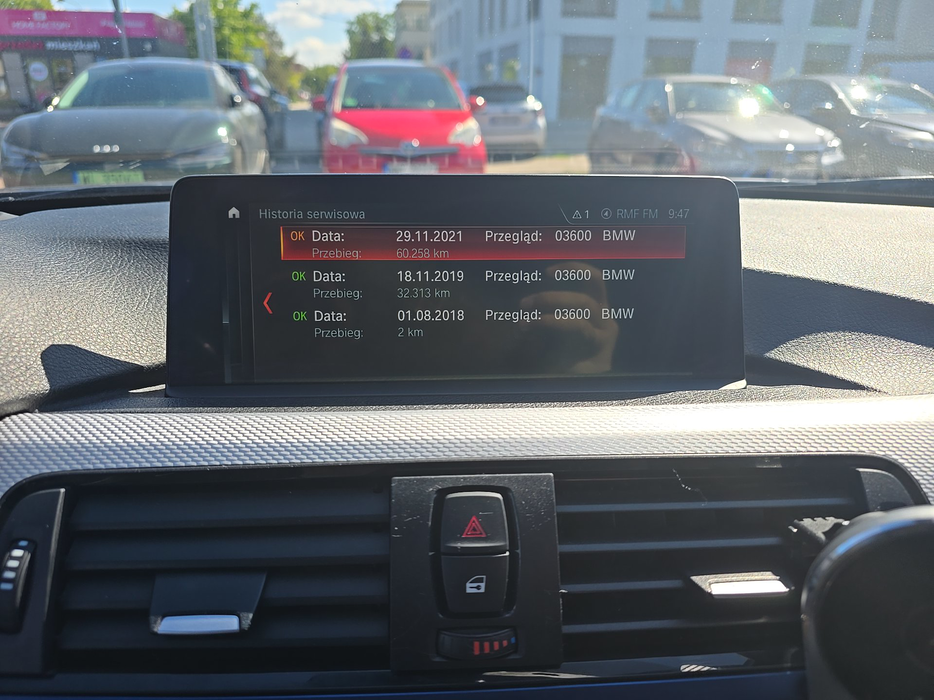 mieszkań
Historia serwisowa
1 RMF FM 9:47
OK Data: 29.11.2021 Przegląd: 03600 BMW
Przebieg: 60.258 km
OK Data: 18.11.2019 Przegląd: 03600 BMW
Przebieg: 32.313 km
OK Data: 01.08.2018 Przegląd: 03600 BMW
Przebieg: 2 km